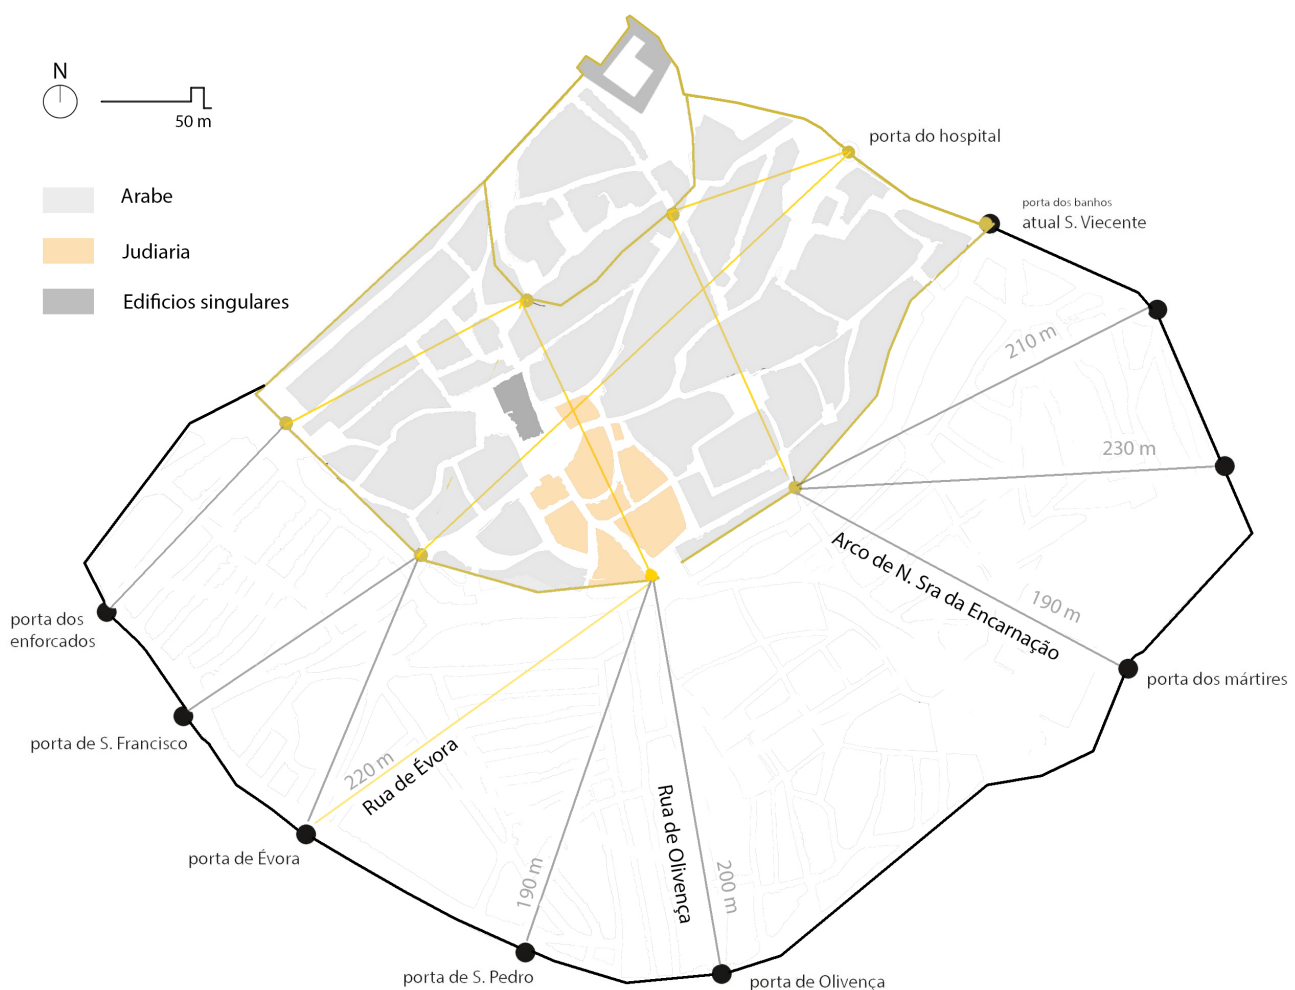 N
50 m
Arabe
Judiaria
Edificios singulares
porta do hospital
porta dos banhos
atual S. Viecente
210 m
230 m
Arco de N. Sra da Encarnação
190 m
porta dos mártires
porta dos
enforcados
porta de S. Francisco
220 m
Rua de Évora
porta de Évora
190 m
Rua de Olivença
200 m
porta de S. Pedro
porta de Olivença